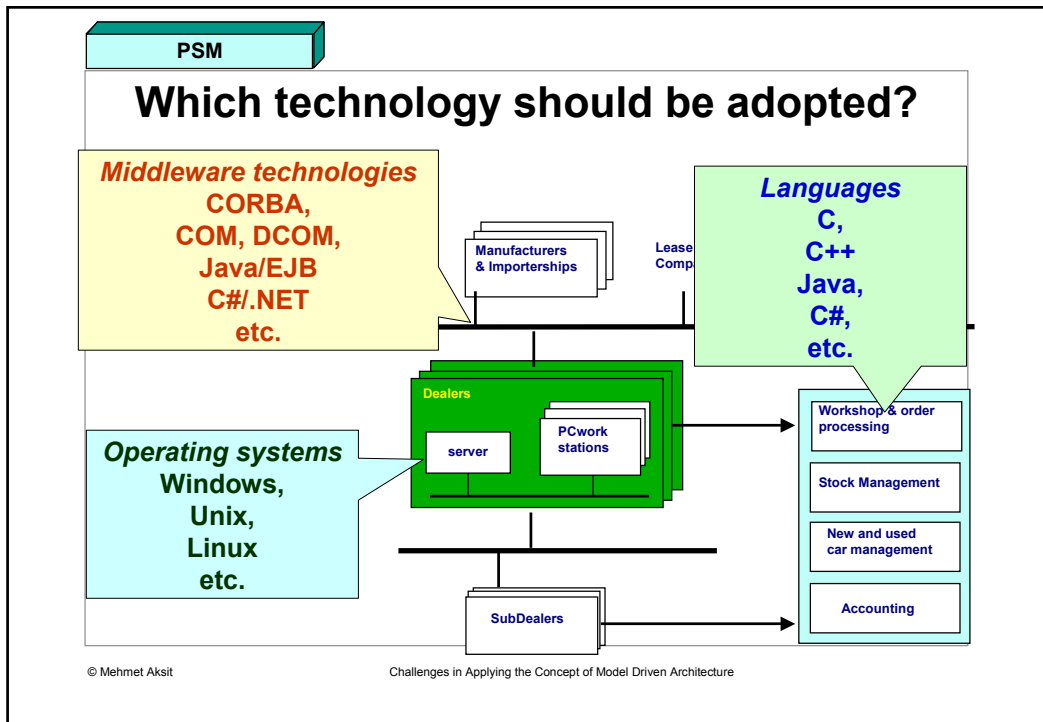 PSM
Which technology should be adopted?
Middleware technologies
CORBA,
COM, DCOM,
Java/EJB
C#/.NET
etc.
Manufacturers
& Importerships
Lease
Languages
C,
C++
Java,
C#,
etc.
Dealers
server
PCwork
stations
Operating systems
Windows,
Unix,
Linux
etc.
Workshop & order
processing
Stock Management
New and used
car management
Accounting
SubDealers
© Mehmet Aksit
Challenges in Applying the Concept of Model Driven Architecture